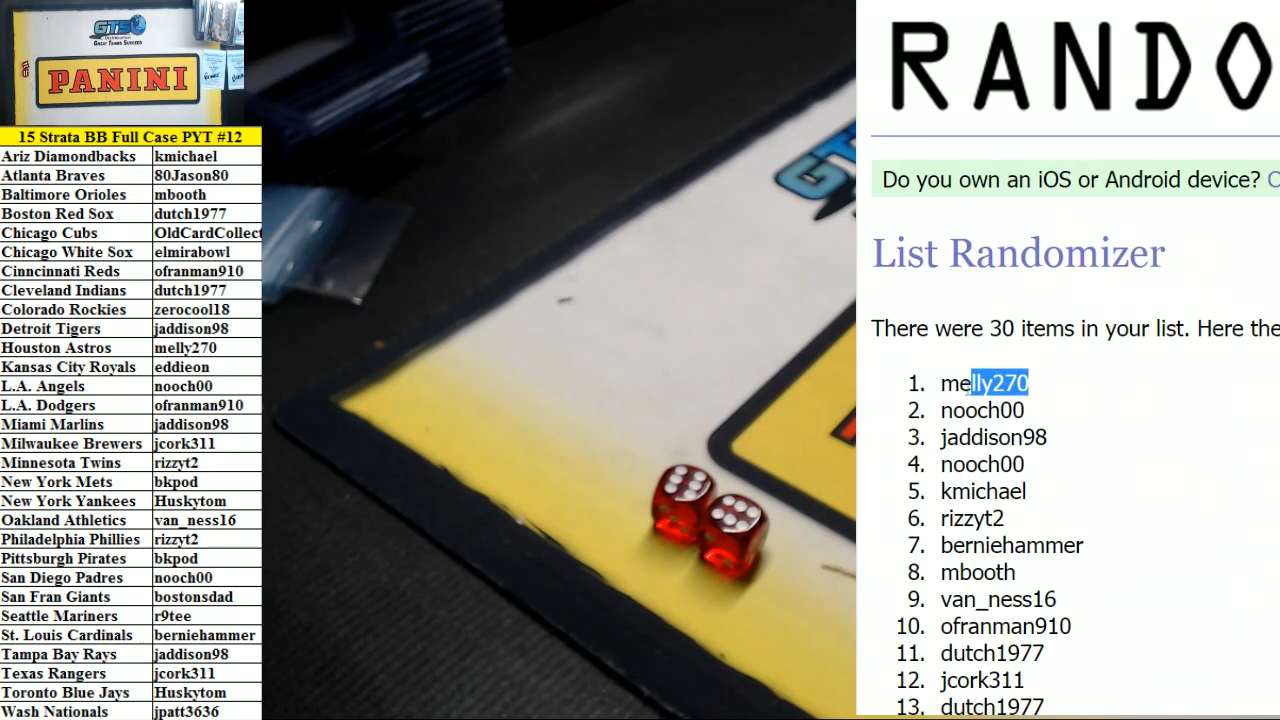 GTS
Distribution
GREAT TEAMS SUCCEED
PANINI
15 Strata BB Full Case PYT #12
Ariz Diamondbacks kmichael
Atlanta Braves 80Jason80
Baltimore Orioles mbooth
Boston Red Sox dutch1977
Chicago Cubs OldCardCollect
Chicago White Sox elmirabowl
Cinncinnati Reds ofranman910
Cleveland Indians dutch1977
Colorado Rockies zerocool18
Detroit Tigers jaddison98
Houston Astros melly270
Kansas City Royals eddieon
L.A. Angels nooch00
L.A. Dodgers ofranman910
Miami Marlins jaddison98
Milwaukee Brewers jcork311
Minnesota Twins rizzyt2
New York Mets bkpod
New York Yankees Huskytom
Oakland Athletics van_ness16
Philadelphia Phillies rizzyt2
Pittsburgh Pirates bkpod
San Diego Padres nooch00
San Fran Giants bostonsdad
Seattle Mariners r9tee
St. Louis Cardinals berniehammer
Tampa Bay Rays jaddison98
Texas Rangers jcork311
Toronto Blue Jays Huskytom
Wash Nationals jpatt3636
GT
RANDO
Do you own an iOS or Android device?
List Randomizer
There were 30 items in your list. Here the
1. melly270
2. nooch00
3. jaddison98
4. nooch00
5. kmichael
6. rizzyt2
7. berniehammer
8. mbooth
9. van_ness16
10. ofranman910
11. dutch1977
12. jcork311
13. dutch1977